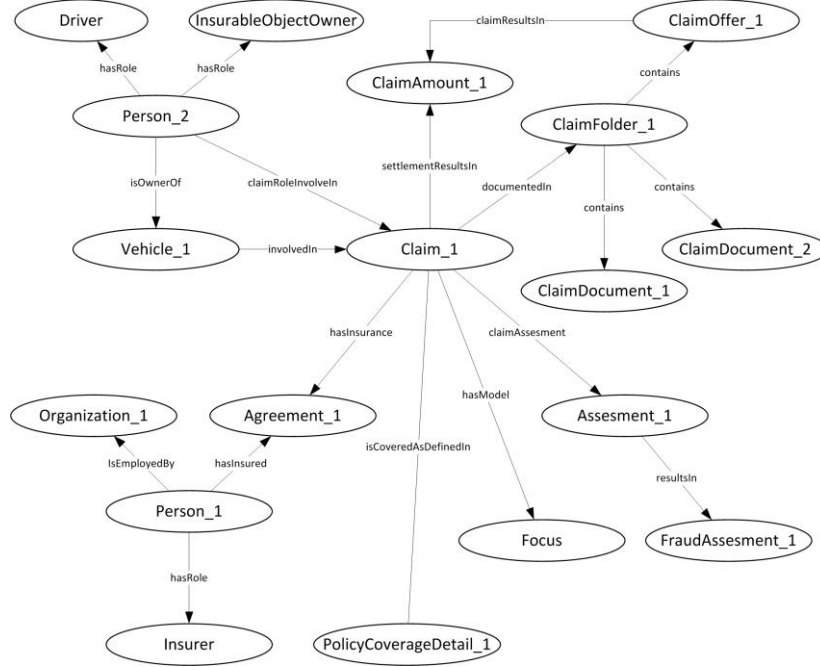 Driver
InsurableObjectOwner
claimResultsIn
ClaimOffer_1
hasRole
hasRole
ClaimAmount_1
contains
Person_2
ClaimFolder_1
isOwnerOf
claimRoleInvolveIn
settlementResultsIn
documentedIn
contains
contains
Vehicle_1
involvedIn
Claim_1
ClaimDocument_2
ClaimDocument_1
hasInsurance
claimAssesment
hasModel
Organization_1
Agreement_1
Assesment_1
isCoveredAsDefinedIn
IsEmployedBy
hasInsured
resultsIn
Person_1
Focus
FraudAssesment_1
hasRole
Insurer
PolicyCoverageDetail_1